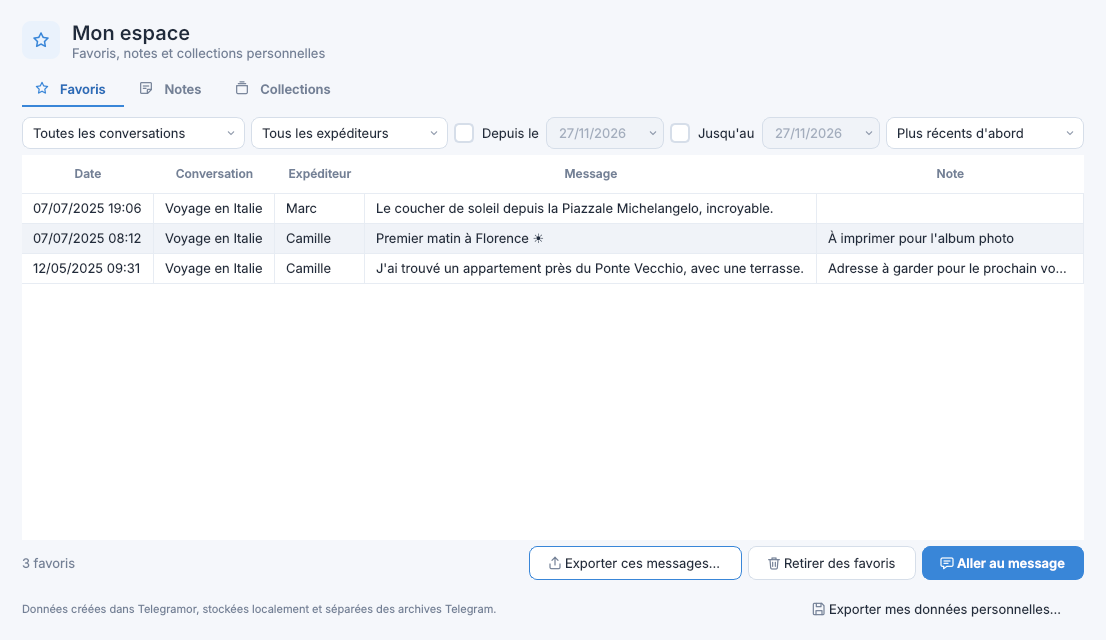 Mon espace
Favoris, notes et collections personnelles
Favoris Notes Collections
Toutes les conversations Tous les expéditeurs Depuis le 27/11/2026 Jusqu'au 27/11/2026 Plus récents d'abord
Date Conversation Expéditeur Message Note
07/07/2025 19:06 Voyage en Italie Marc Le coucher de soleil depuis la Piazzale Michelangelo, incroyable.
07/07/2025 08:12 Voyage en Italie Camille Premier matin à Florence ☀ À imprimer pour l'album photo
12/05/2025 09:31 Voyage en Italie Camille J'ai trouvé un appartement près du Ponte Vecchio, avec une terrasse. Adresse à garder pour le prochain vo...
3 favoris Exporter ces messages... Retirer des favoris Aller au message
Données créées dans Telegramor, stockées localement et séparées des archives Telegram. Exporter mes données personnelles...